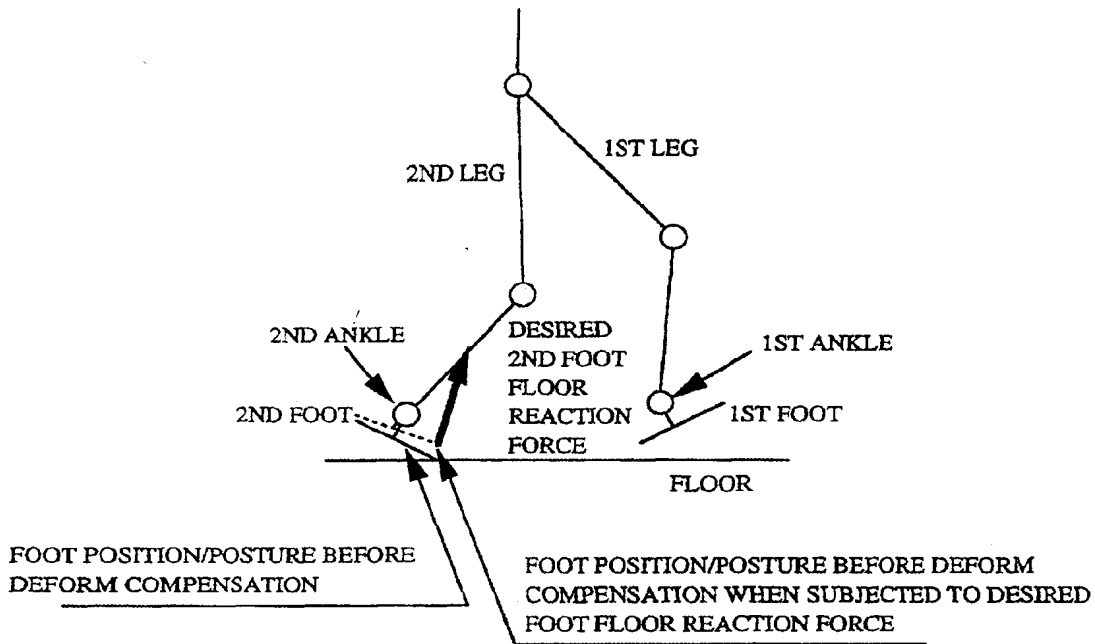 1ST LEG
2ND LEG
2ND ANKLE
DESIRED
2ND FOOT
FLOOR
REACTION
FORCE
1ST ANKLE
2ND FOOT
1ST FOOT
FLOOR
FOOT POSITION/POSTURE BEFORE
DEFORM COMPENSATION
FOOT POSITION/POSTURE BEFORE DEFORM
COMPENSATION WHEN SUBJECTED TO DESIRED
FOOT FLOOR REACTION FORCE